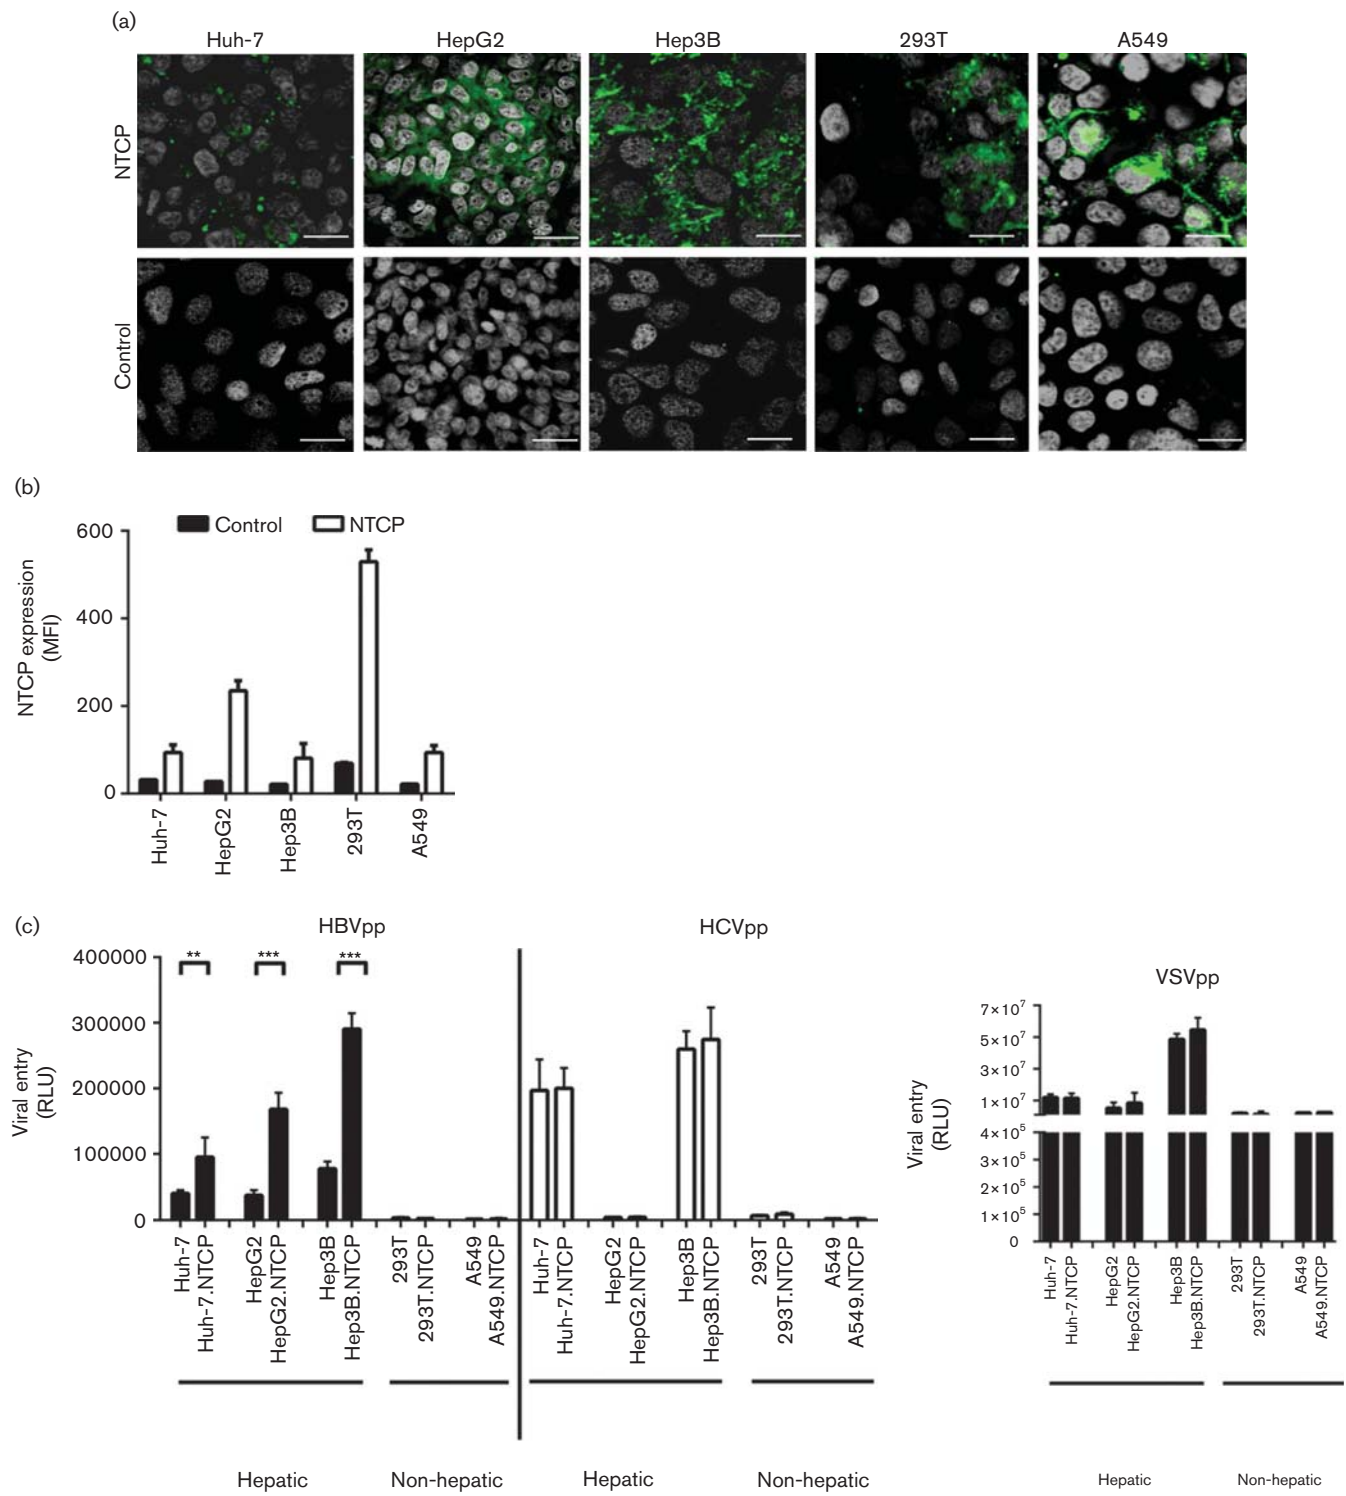 (a)
Huh-7 HepG2 Hep3B 293T A549
NTCP
Control
(b)
Control NTCP
NTCP expression
(MFI)
600
400
200
0
Huh-7 HepG2 Hep3B 293T A549
(c)
HBVpp HCVpp
Viral entry
(RLU)
400000
300000
200000
100000
0
** *** ***
Huh-7 Huh-7.NTCP HepG2 HepG2.NTCP Hep3B Hep3B.NTCP 293T 293T.NTCP A549 A549.NTCP
Huh-7 Huh-7.NTCP HepG2 HepG2.NTCP Hep3B Hep3B.NTCP 293T 293T.NTCP A549 A549.NTCP
Hepatic Non-hepatic Hepatic Non-hepatic
VSVpp
Viral entry
(RLU)
7×10⁷
5×10⁷
3×10⁷
1×10⁷
4×10⁵
3×10⁵
2×10⁵
1×10⁵
0
Huh-7 Huh-7.NTCP HepG2 HepG2.NTCP Hep3B Hep3B.NTCP 293T 293T.NTCP A549 A549.NTCP
Hepatic Non-hepatic